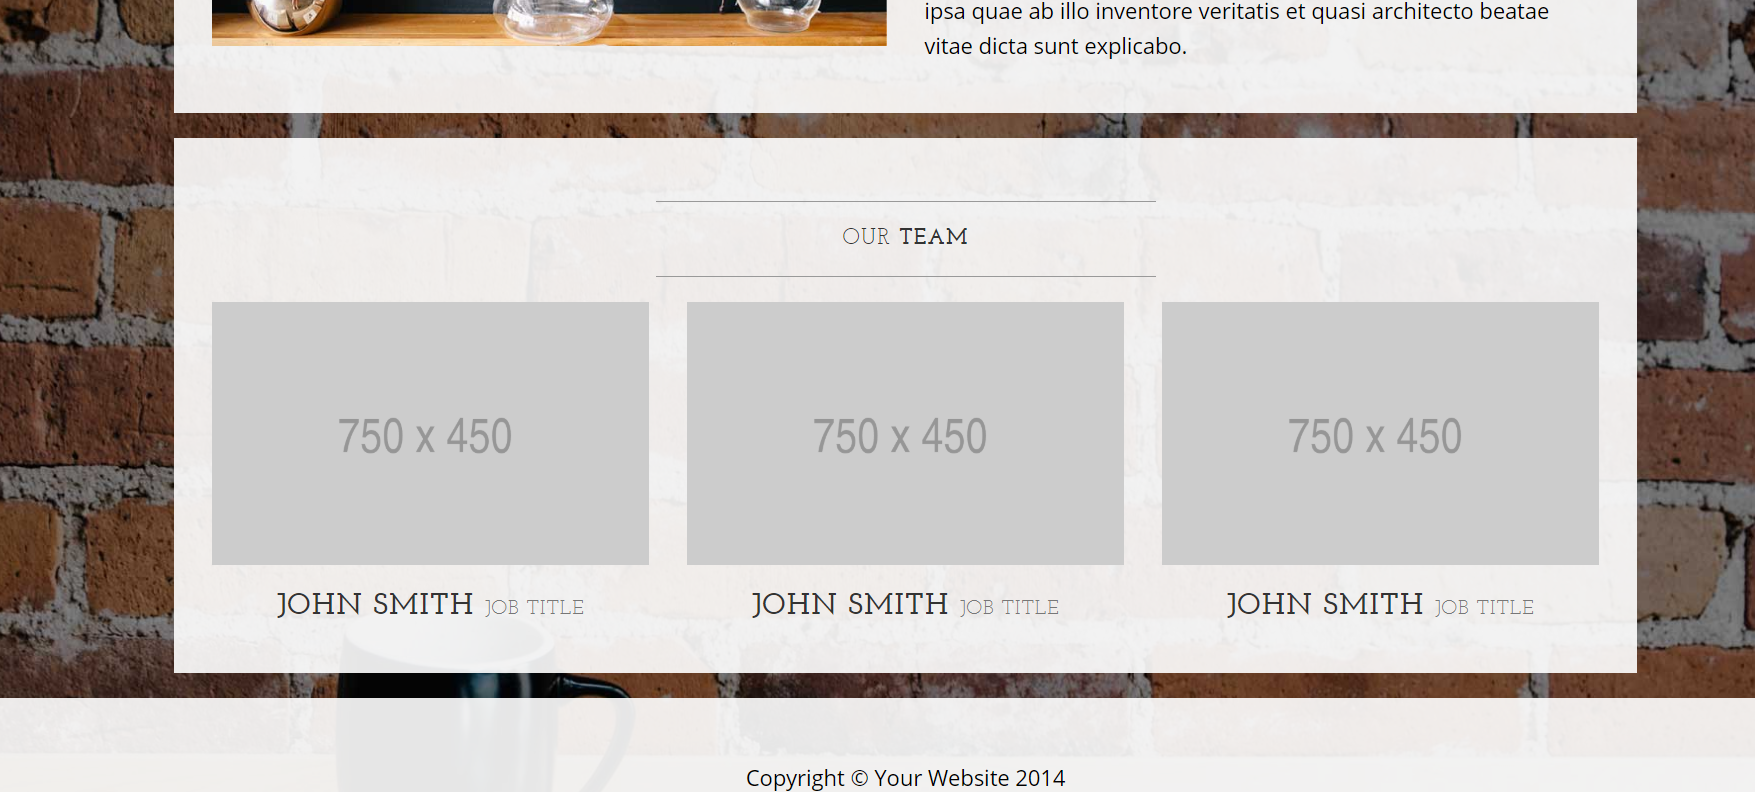 ipsa quae ab illo inventore veritatis et quasi architecto beatae
vitae dicta sunt explicabo.
OUR TEAM
750 x 450
750 x 450
750 x 450
JOHN SMITH JOB TITLE
JOHN SMITH JOB TITLE
JOHN SMITH JOB TITLE
Copyright © Your Website 2014